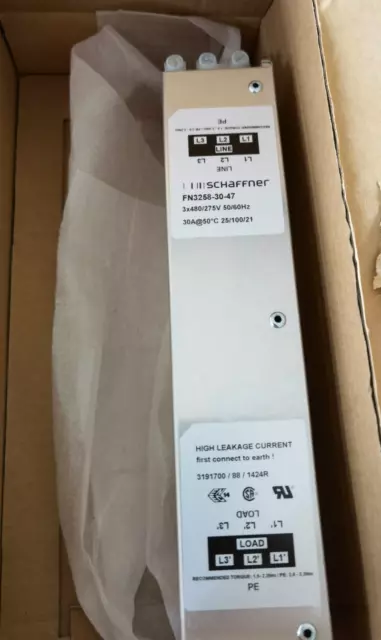 PE
L3 L2 L1
LINE
L3 L2 L1
LINE
SCHAFFNER
FN3258-30-47
3x480/275V 50/60Hz
30A@50°C 25/100/21
HIGH LEAKAGE CURRENT
first connect to earth !
3191700 / 88 / 1424R
LOAD
L3' L2' L1'
LOAD
L3' L2' L1'
RECOMMENDED TORQUE:
PE